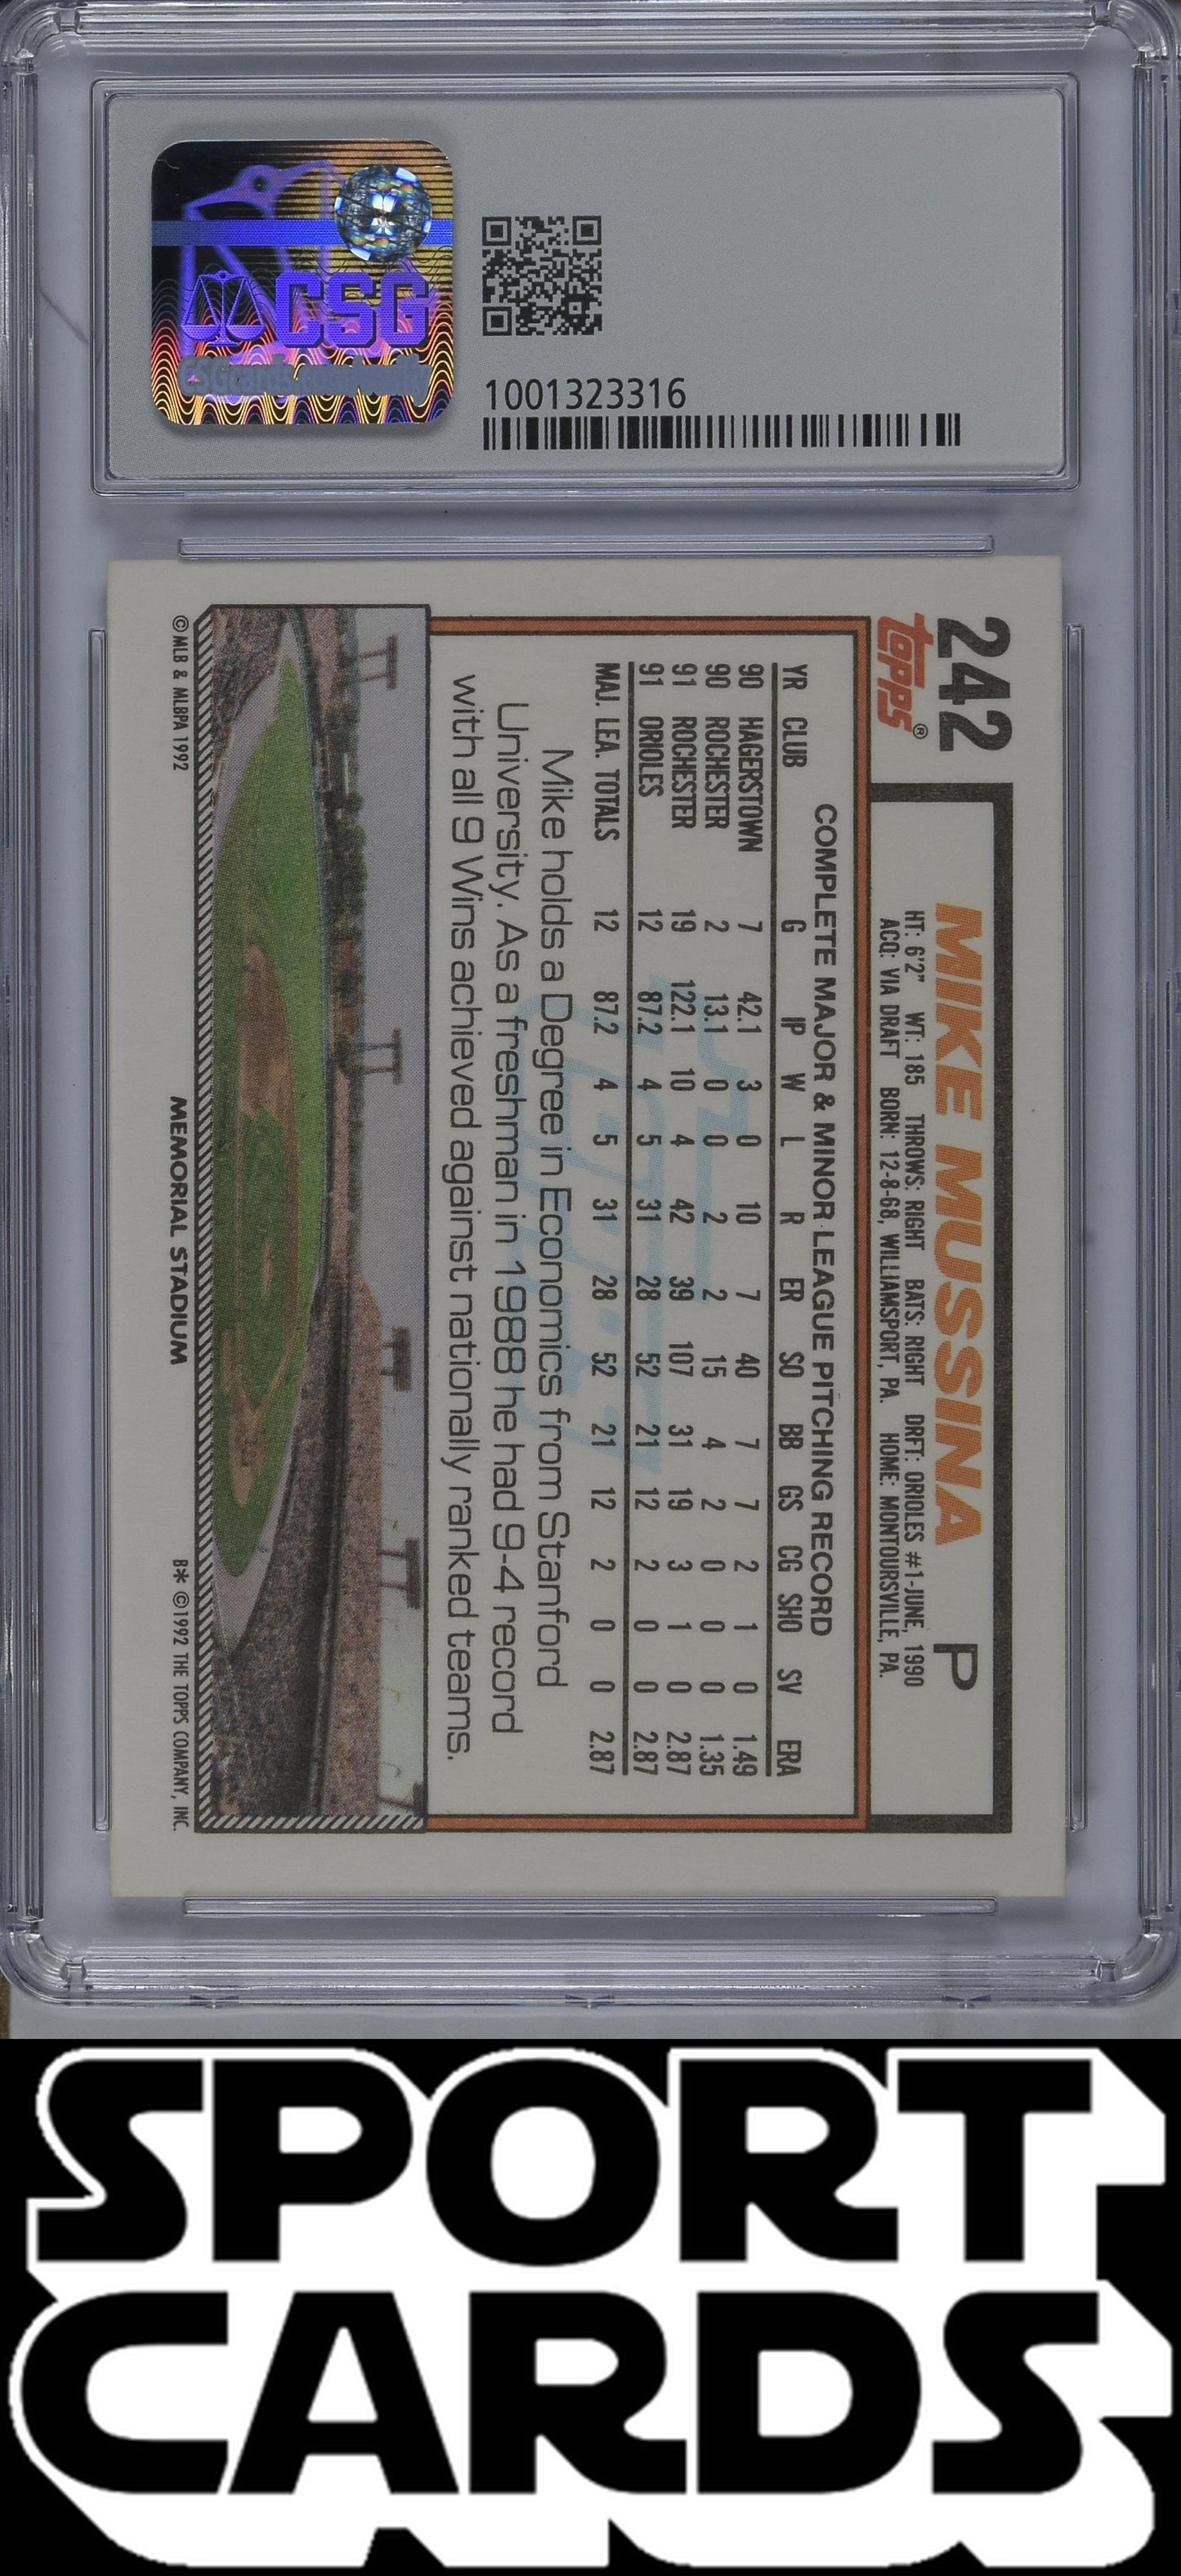 CSG
CSGcards.com/verify
1001323316
242
Topps®
MIKE MUSSINA P
HT: 6'2" WT: 185 THROWS: RIGHT BATS: RIGHT DRFT: ORIOLES #1-JUNE, 1990
ACQ: VIA DRAFT BORN: 12-8-68, WILLIAMSPORT, PA. HOME: MONTOURSVILLE, PA.
COMPLETE MAJOR & MINOR LEAGUE PITCHING RECORD
YR CLUB G IP W L R ER SO BB GS CG SHO SV ERA
90 HAGERSTOWN 7 42.1 3 0 10 7 40 7 7 2 1 0 1.49
90 ROCHESTER 2 13.1 0 0 2 2 15 4 2 0 0 0 1.35
91 ROCHESTER 19 122.1 10 4 42 39 107 31 19 3 1 0 2.87
91 ORIOLES 12 87.2 4 5 31 28 52 21 12 2 0 0 2.87
MAJ. LEA. TOTALS 12 87.2 4 5 31 28 52 21 12 2 0 0 2.87
Mike holds a Degree in Economics from Stanford
University. As a freshman in 1988 he had 9-4 record
with all 9 Wins achieved against nationally ranked teams.
© MLB & MLBPA 1992 MEMORIAL STADIUM B* ©1992 THE TOPPS COMPANY, INC.
SPORT
CARDS